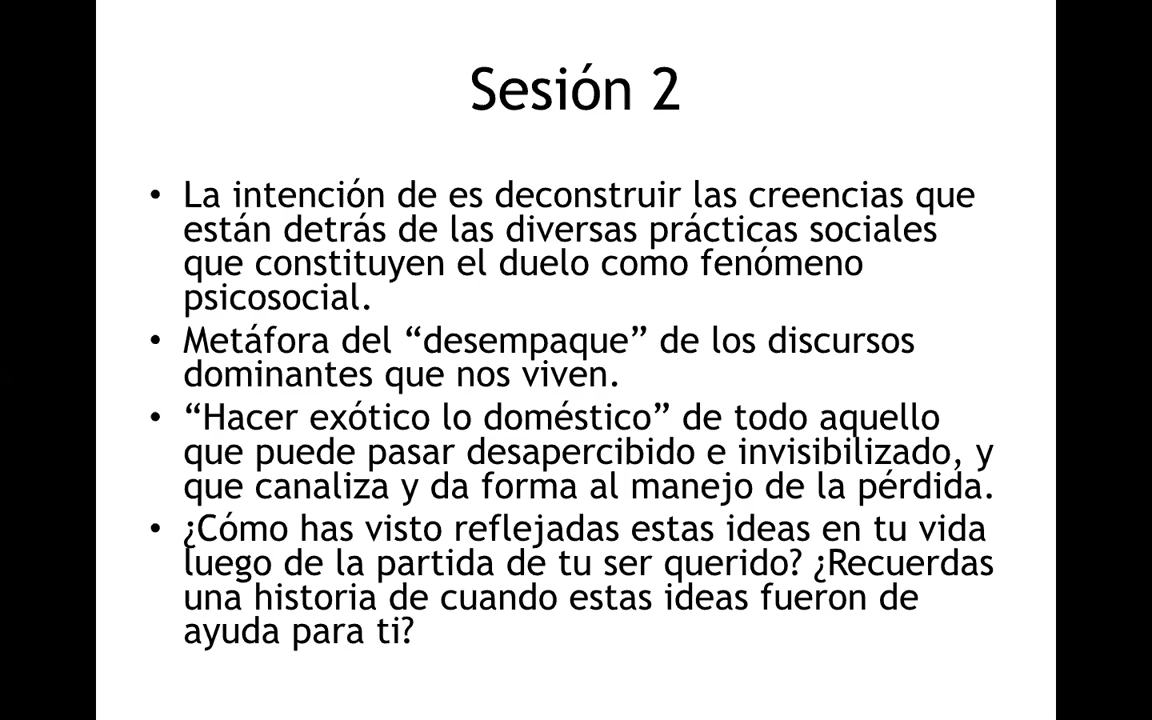 Sesión 2
• La intención de es deconstruir las creencias que
están detrás de las diversas prácticas sociales
que constituyen el duelo como fenómeno
psicosocial.
• Metáfora del “desempaque” de los discursos
dominantes que nos viven.
• “Hacer exótico lo doméstico” de todo aquello
que puede pasar desapercibido e invisibilizado, y
que canaliza y da forma al manejo de la pérdida.
• ¿Cómo has visto reflejadas estas ideas en tu vida
luego de la partida de tu ser querido? ¿Recuerdas
una historia de cuando estas ideas fueron de
ayuda para ti?